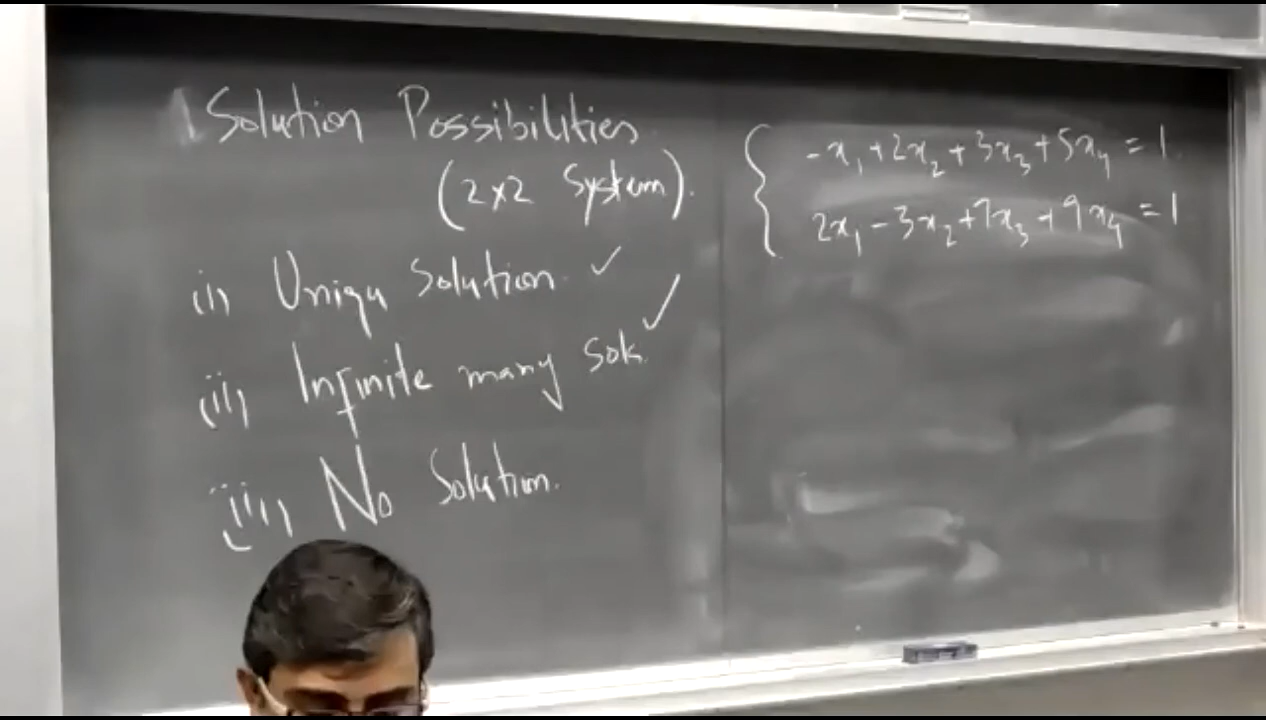 Solution Possibilities
(2x2 System).
(i) Uniqu Solution. ✓
(ii) Infinite many sols. ✓
(iii) No Solution.
-x₁ + 2x₂ + 3x₃ + 5x₄ = 1.
2x₁ - 3x₂ + 7x₃ + 9x₄ = 1